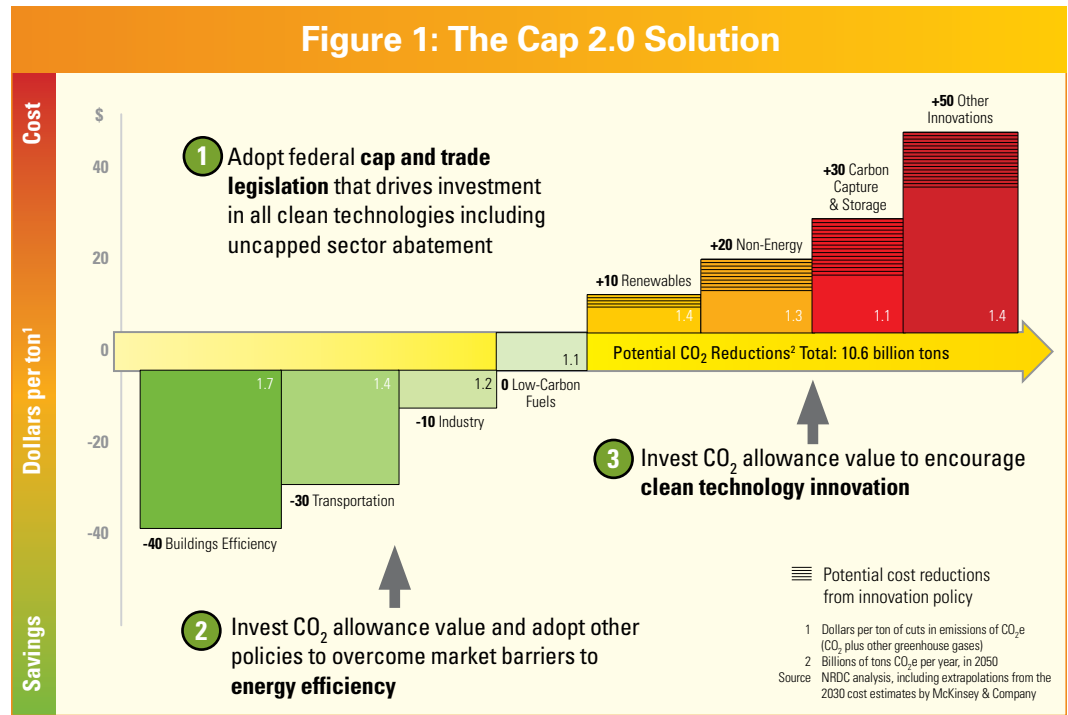 Figure 1: The Cap 2.0 Solution
Cost
Dollars per ton¹
Savings
$
40
20
0
-20
-40
1 Adopt federal cap and trade
legislation that drives investment
in all clean technologies including
uncapped sector abatement
+50 Other
Innovations
+30 Carbon
Capture
& Storage
+20 Non-Energy
+10 Renewables
1.4
1.3
1.1
1.4
Potential CO₂ Reductions² Total: 10.6 billion tons
1.7
1.4
1.2
1.1
0 Low-Carbon
Fuels
-10 Industry
-30 Transportation
-40 Buildings Efficiency
3 Invest CO₂ allowance value to encourage
clean technology innovation
2 Invest CO₂ allowance value and adopt other
policies to overcome market barriers to
energy efficiency
Potential cost reductions
from innovation policy
1 Dollars per ton of cuts in emissions of CO₂e
(CO₂ plus other greenhouse gases)
2 Billions of tons CO₂e per year, in 2050
Source NRDC analysis, including extrapolations from the
2030 cost estimates by McKinsey & Company